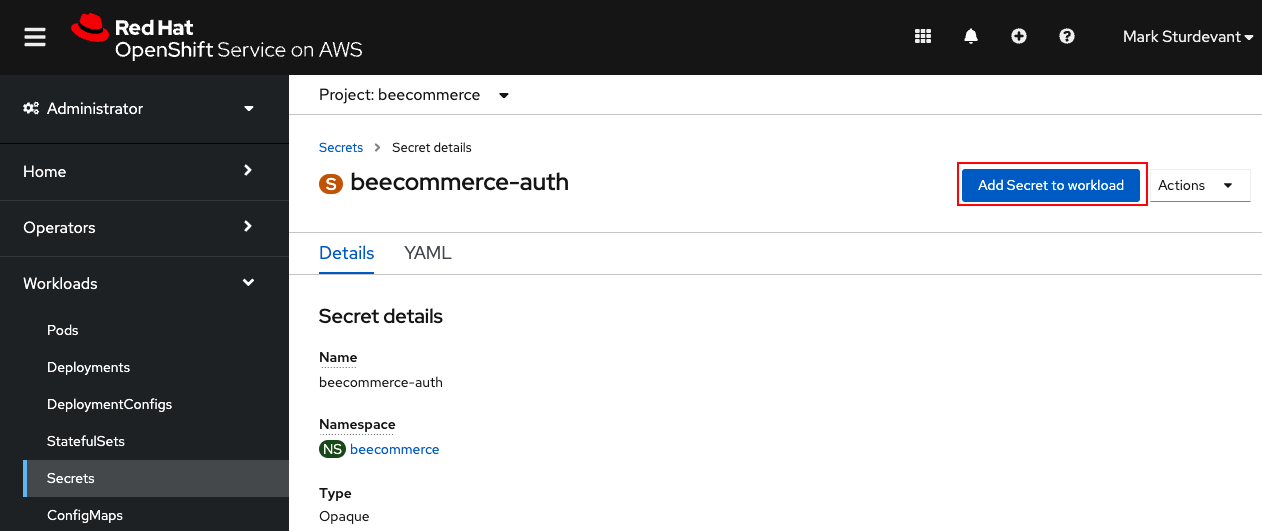 Red Hat
OpenShift Service on AWS
Mark Sturdevant
Administrator
Home
Operators
Workloads
Pods
Deployments
DeploymentConfigs
StatefulSets
Secrets
ConfigMaps
Project: beecommerce
Secrets > Secret details
S beecommerce-auth
Add Secret to workload
Actions
Details YAML
Secret details
Name
beecommerce-auth
Namespace
NS beecommerce
Type
Opaque